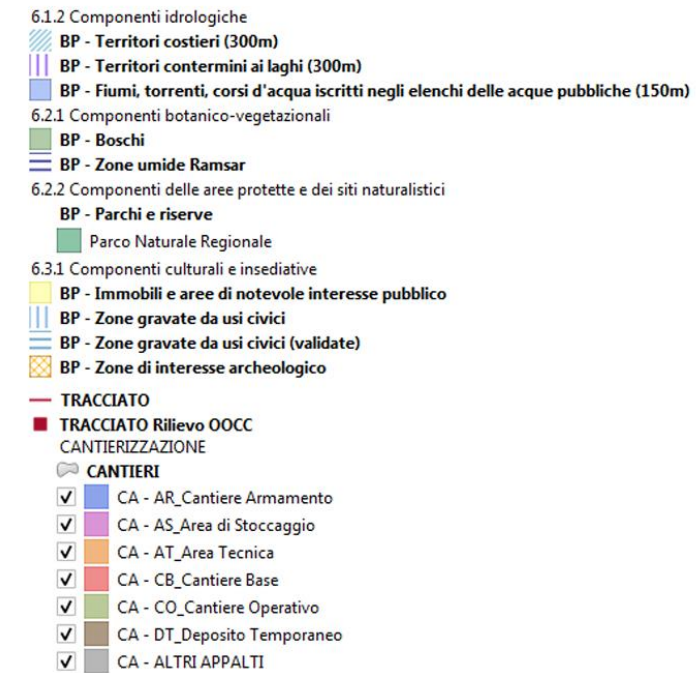 6.1.2 Componenti idrologiche
BP - Territori costieri (300m)
BP - Territori contermini ai laghi (300m)
BP - Fiumi, torrenti, corsi d'acqua iscritti negli elenchi delle acque pubbliche (150m)
6.2.1 Componenti botanico-vegetazionali
BP - Boschi
BP - Zone umide Ramsar
6.2.2 Componenti delle aree protette e dei siti naturalistici
BP - Parchi e riserve
Parco Naturale Regionale
6.3.1 Componenti culturali e insediative
BP - Immobili e aree di notevole interesse pubblico
BP - Zone gravate da usi civici
BP - Zone gravate da usi civici (validate)
BP - Zone di interesse archeologico
TRACCIATO
TRACCIATO Rilievo OOCC
CANTIERIZZAZIONE
CANTIERI
CA - AR_Cantiere Armamento
CA - AS_Area di Stoccaggio
CA - AT_Area Tecnica
CA - CB_Cantiere Base
CA - CO_Cantiere Operativo
CA - DT_Deposito Temporaneo
CA - ALTRI APPALTI